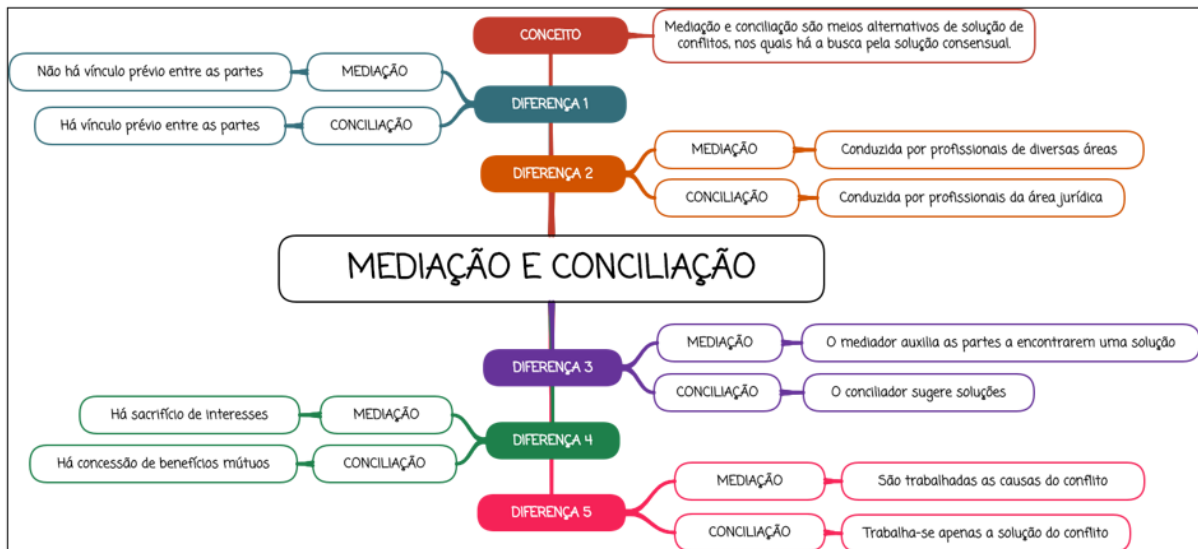 CONCEITO
Mediação e conciliação são meios alternativos de solução de
conflitos, nos quais há a busca pela solução consensual.
DIFERENÇA 1
MEDIAÇÃO
Não há vínculo prévio entre as partes
CONCILIAÇÃO
Há vínculo prévio entre as partes
DIFERENÇA 2
MEDIAÇÃO
Conduzida por profissionais de diversas áreas
CONCILIAÇÃO
Conduzida por profissionais da área jurídica
MEDIAÇÃO E CONCILIAÇÃO
DIFERENÇA 3
MEDIAÇÃO
O mediador auxilia as partes a encontrarem uma solução
CONCILIAÇÃO
O conciliador sugere soluções
DIFERENÇA 4
MEDIAÇÃO
Há sacrifício de interesses
CONCILIAÇÃO
Há concessão de benefícios mútuos
DIFERENÇA 5
MEDIAÇÃO
São trabalhadas as causas do conflito
CONCILIAÇÃO
Trabalha-se apenas a solução do conflito